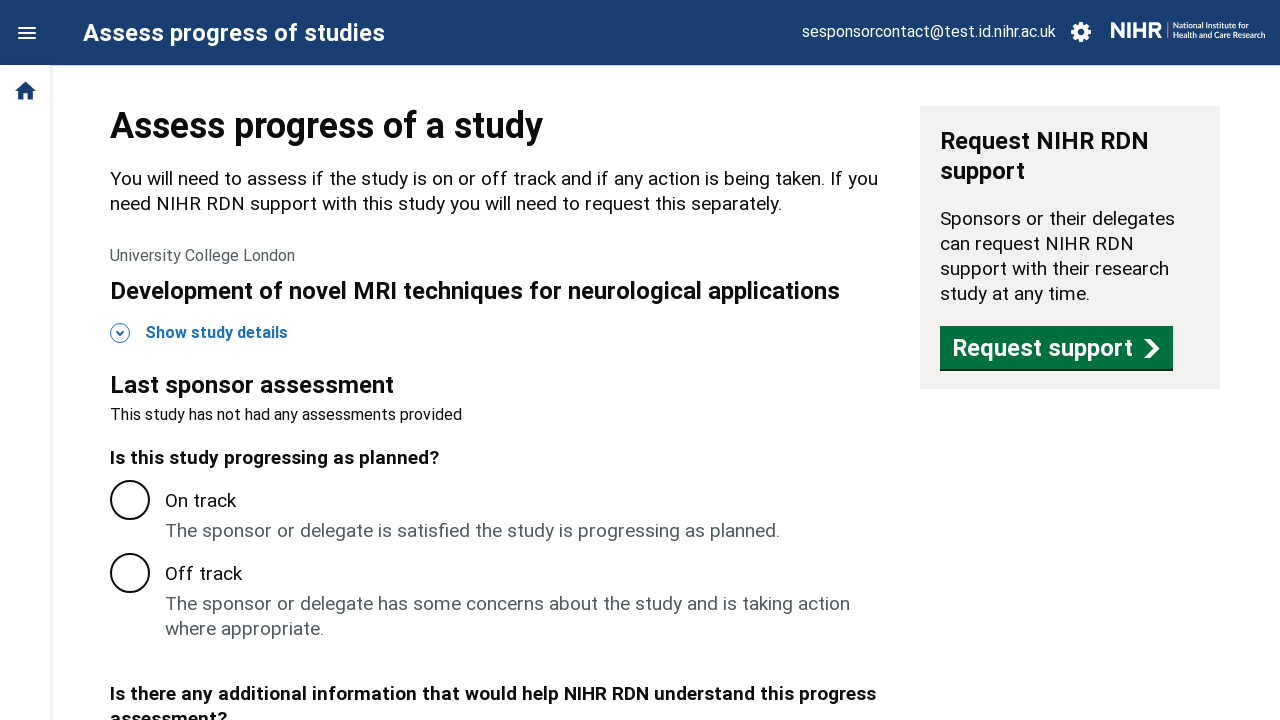 Assess progress of studies
sesponsorcontact@test.id.nihr.ac.uk
NIHR | National Institute for
Health and Care Research
Assess progress of a study
You will need to assess if the study is on or off track and if any action is being taken. If you
need NIHR RDN support with this study you will need to request this separately.
University College London
Development of novel MRI techniques for neurological applications
Show study details
Last sponsor assessment
This study has not had any assessments provided
Is this study progressing as planned?
On track
The sponsor or delegate is satisfied the study is progressing as planned.
Off track
The sponsor or delegate has some concerns about the study and is taking action
where appropriate.
Is there any additional information that would help NIHR RDN understand this progress
assessment?
Request NIHR RDN
support
Sponsors or their delegates
can request NIHR RDN
support with their research
study at any time.
Request support